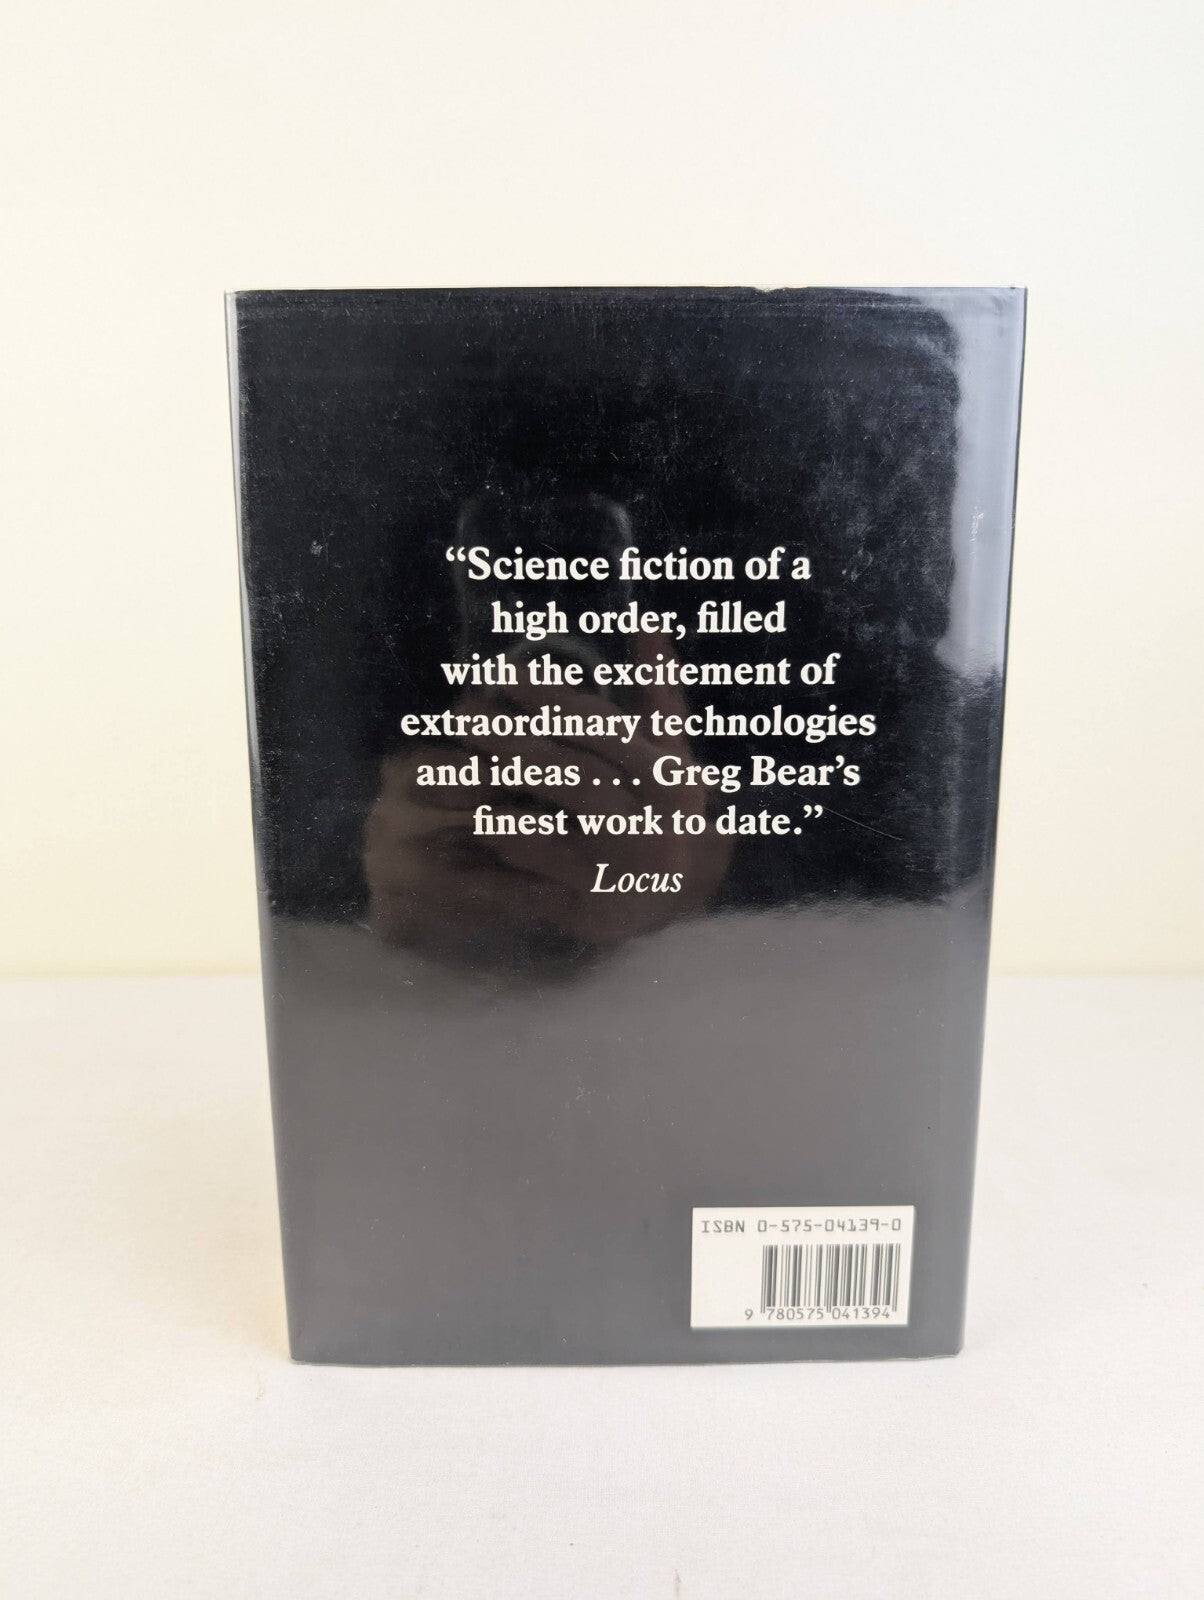 “Science fiction of a
high order, filled
with the excitement of
extraordinary technologies
and ideas . . . Greg Bear’s
finest work to date.”
Locus
ISBN 0-575-04139-0
9 780575 041394